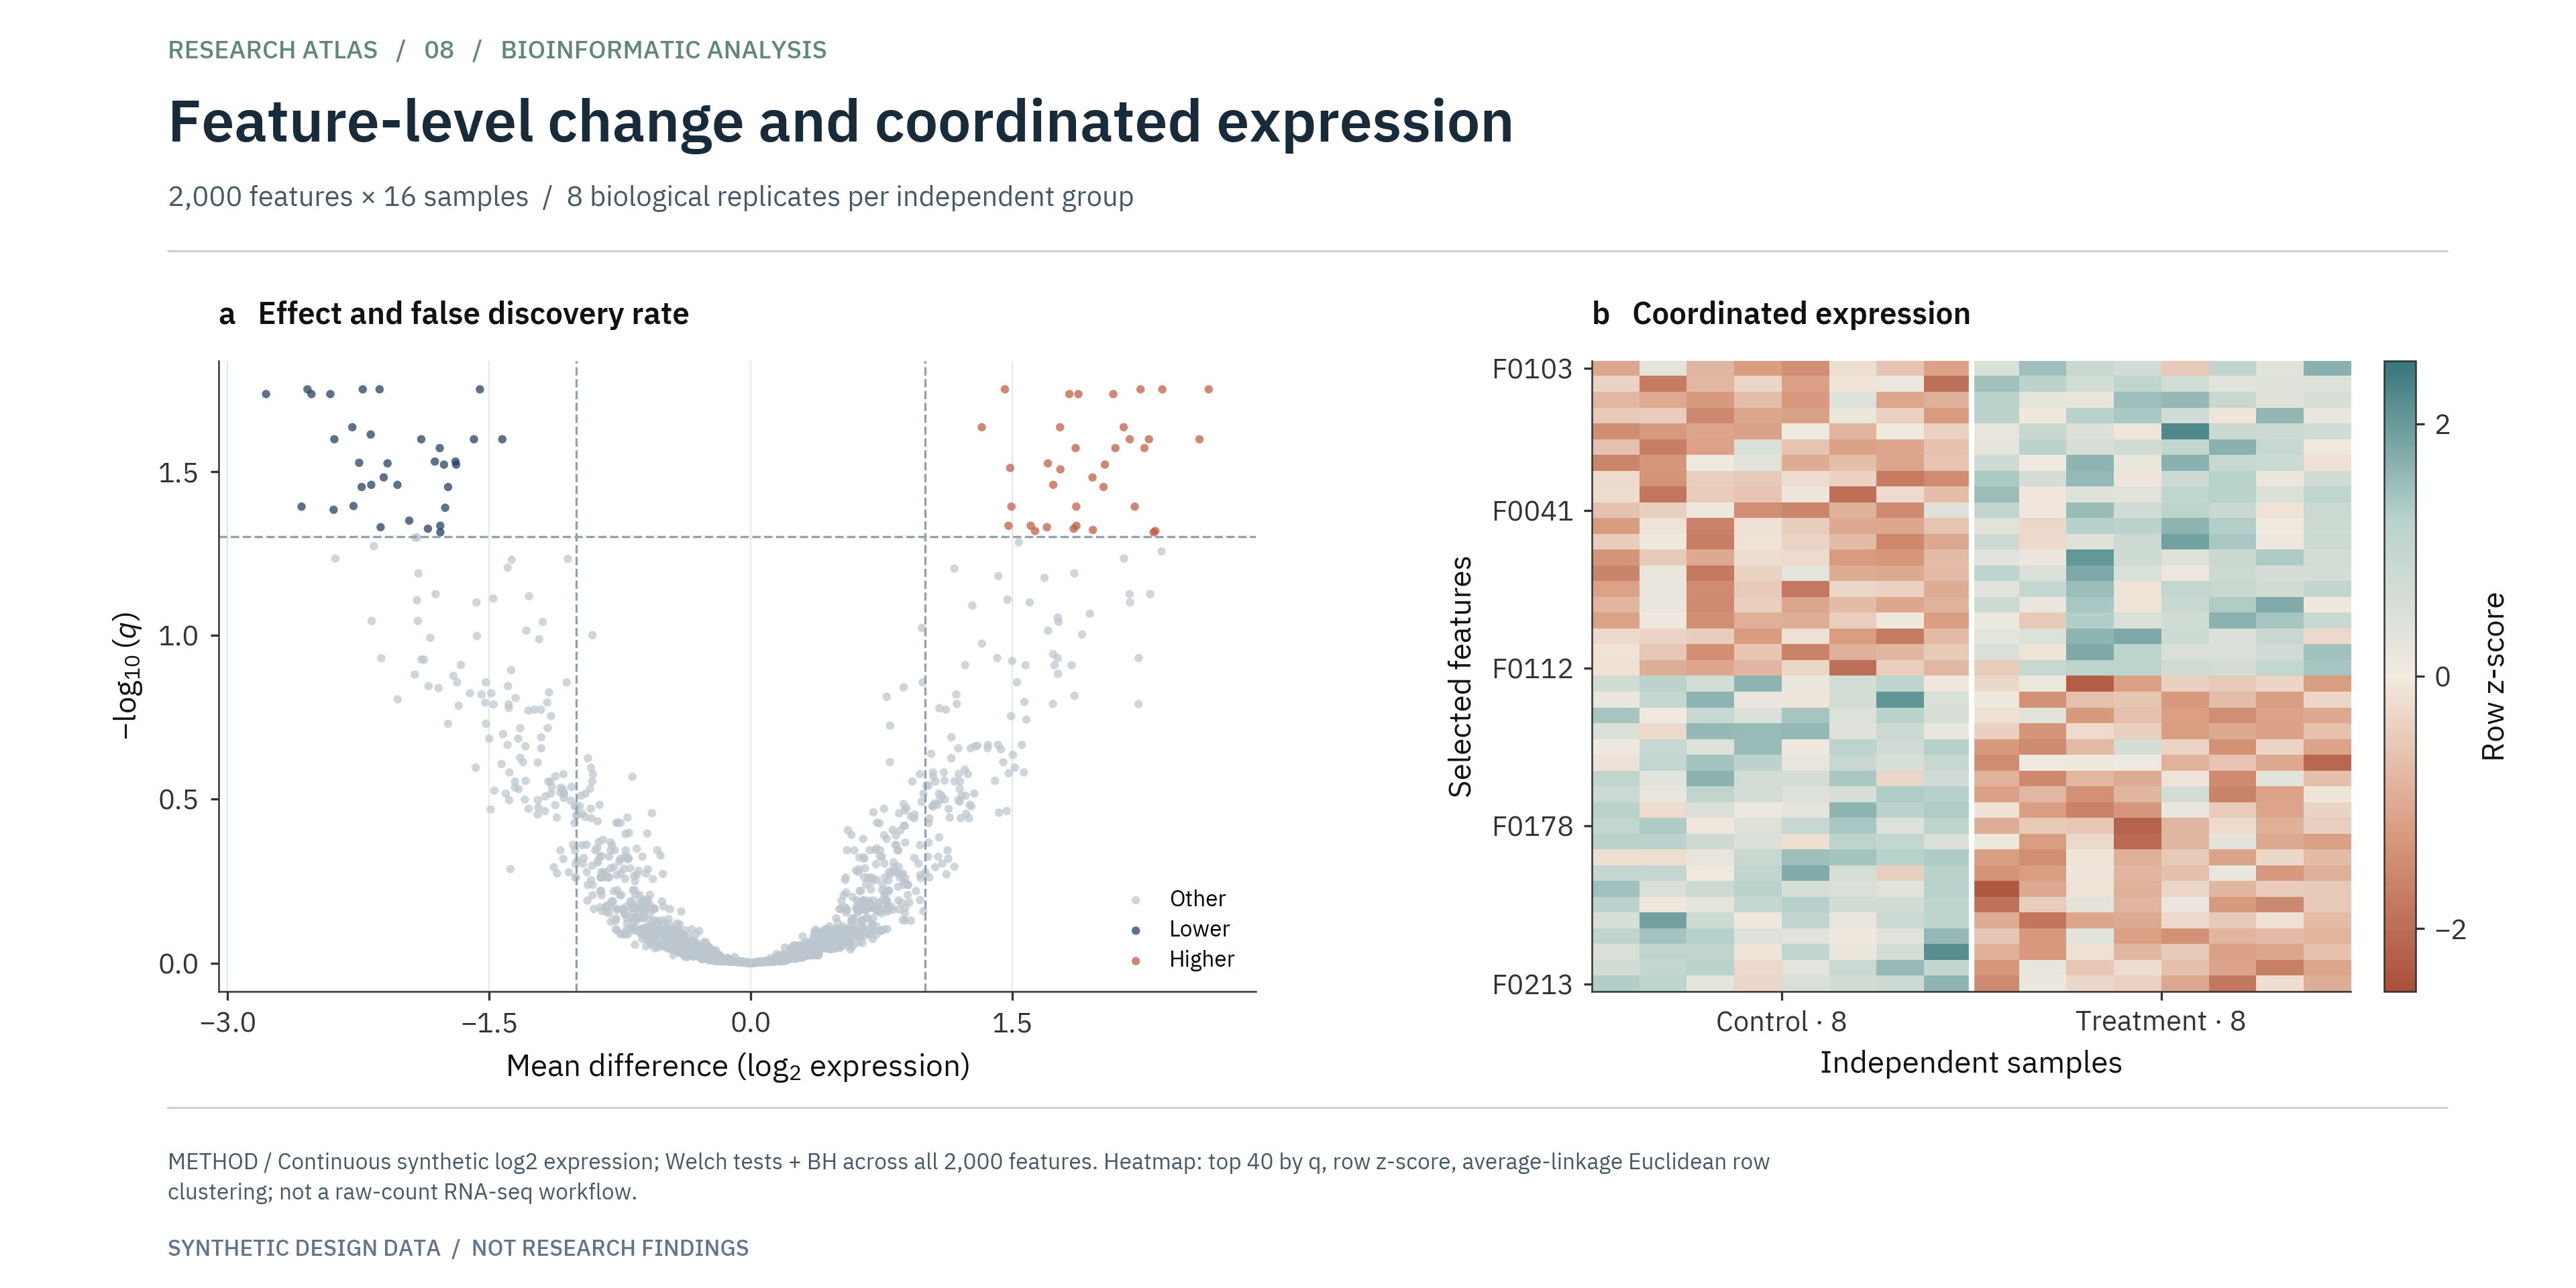 RESEARCH ATLAS / 08 / BIOINFORMATIC ANALYSIS
Feature-level change and coordinated expression
2,000 features × 16 samples / 8 biological replicates per independent group
a Effect and false discovery rate
−log₁₀ (q)
1.5
1.0
0.5
0.0
−3.0
−1.5
0.0
1.5
Mean difference (log₂ expression)
Other
Lower
Higher
b Coordinated expression
Selected features
F0103
F0041
F0112
F0178
F0213
Control · 8
Treatment · 8
Independent samples
2
0
−2
Row z-score
METHOD / Continuous synthetic log2 expression; Welch tests + BH across all 2,000 features. Heatmap: top 40 by q, row z-score, average-linkage Euclidean row
clustering; not a raw-count RNA-seq workflow.
SYNTHETIC DESIGN DATA / NOT RESEARCH FINDINGS